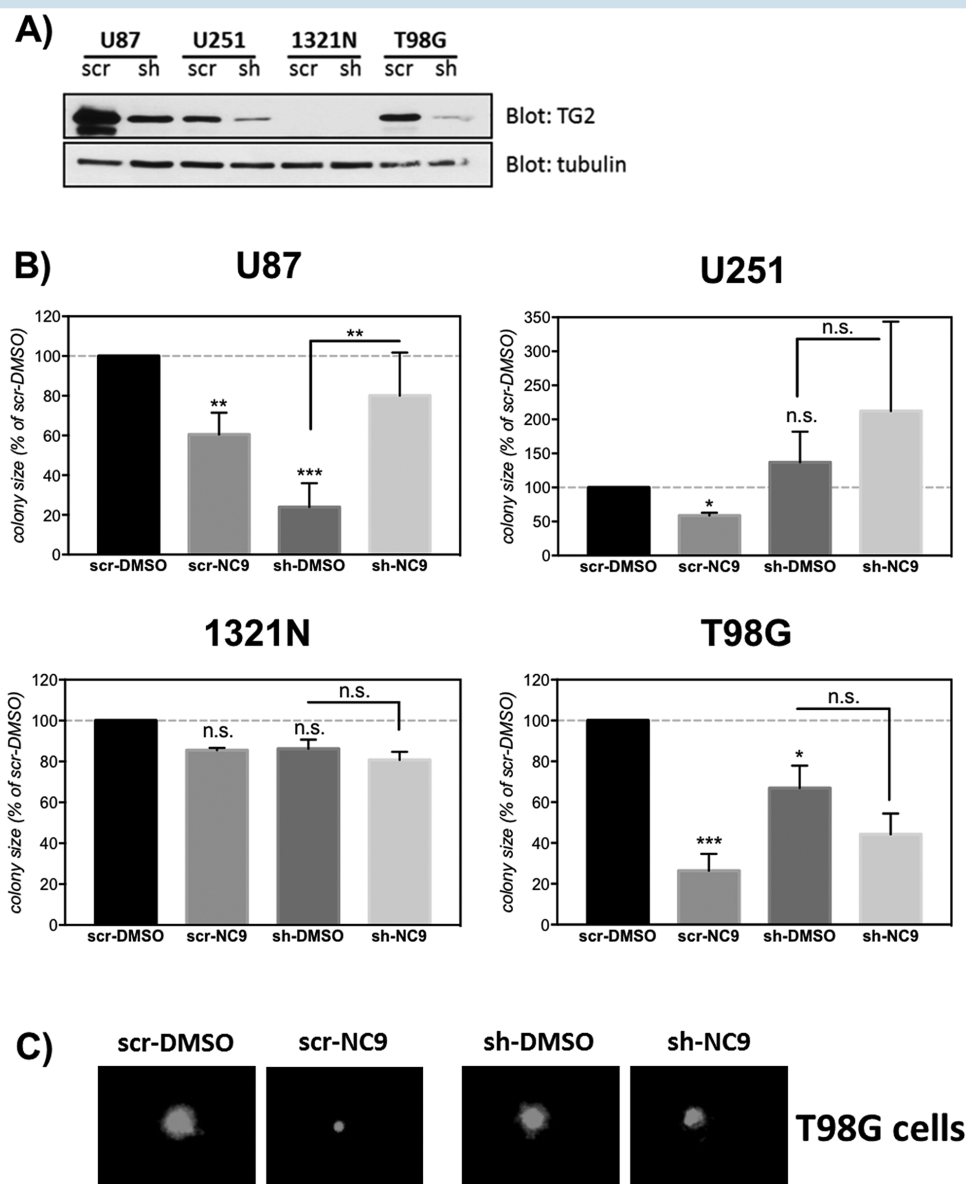 A)
U87 U251 1321N T98G
scr sh scr sh scr sh scr sh
Blot: TG2
Blot: tubulin
B)
U87
colony size (% of scr-DMSO)
120
100
80
60
40
20
0
**
***
**
scr-DMSO scr-NC9 sh-DMSO sh-NC9
U251
colony size (% of scr-DMSO)
350
300
250
200
150
100
50
0
*
n.s.
n.s.
scr-DMSO scr-NC9 sh-DMSO sh-NC9
1321N
colony size (% of scr-DMSO)
120
100
80
60
40
20
0
n.s.
n.s.
n.s.
scr-DMSO scr-NC9 sh-DMSO sh-NC9
T98G
colony size (% of scr-DMSO)
120
100
80
60
40
20
0
***
*
n.s.
scr-DMSO scr-NC9 sh-DMSO sh-NC9
C)
scr-DMSO scr-NC9 sh-DMSO sh-NC9
T98G cells